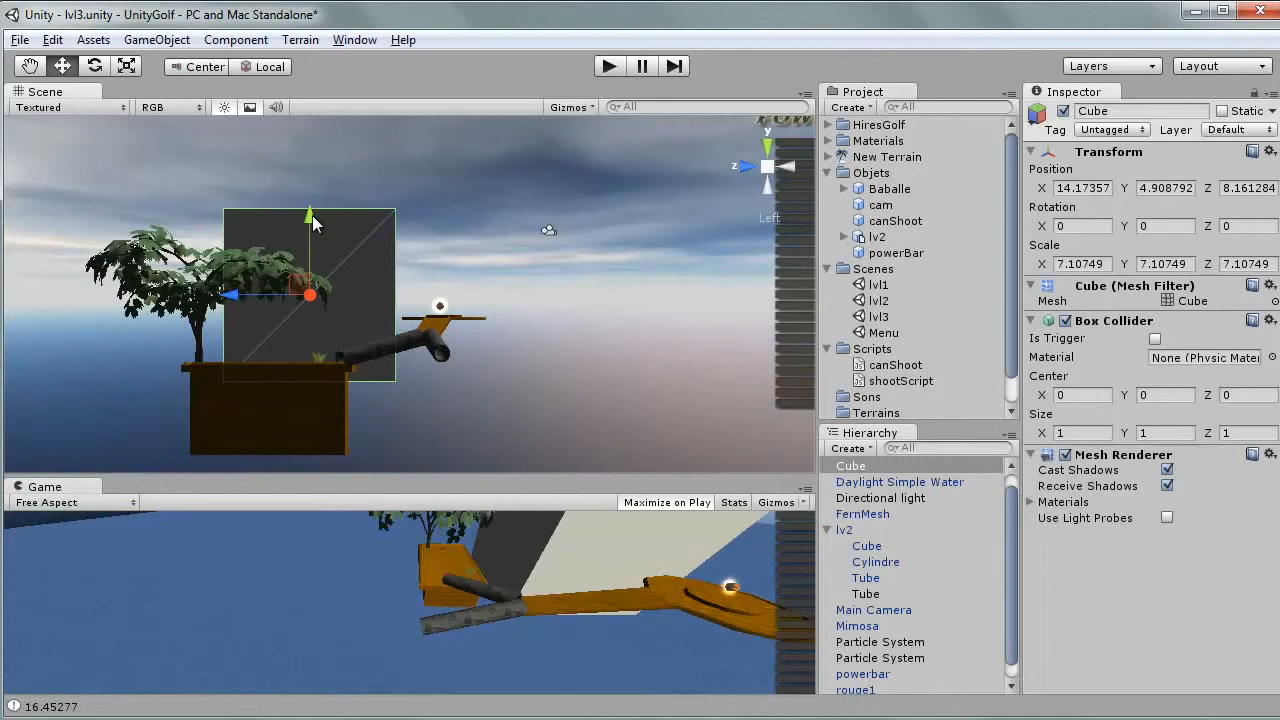 Unity - lvl3.unity - UnityGolf - PC and Mac Standalone*
File Edit Assets GameObject Component Terrain Window Help
Center Local Layers Layout
Scene
Textured RGB Gizmos All
y
z
Left
Game
Free Aspect Maximize on Play Stats Gizmos
Project
Create All
HiresGolf
Materials
New Terrain
Objets
Baballe
cam
canShoot
lv2
powerBar
Scenes
lvl1
lvl2
lvl3
Menu
Scripts
canShoot
shootScript
Sons
Terrains
Hierarchy
Create All
Cube
Daylight Simple Water
Directional light
FernMesh
lv2
Cube
Cylindre
Tube
Tube
Main Camera
Mimosa
Particle System
Particle System
powerbar
rouge1
Inspector
Cube Static
Tag Untagged Layer Default
Transform
Position
X 14.17357 Y 4.908792 Z 8.161284
Rotation
X 0 Y 0 Z 0
Scale
X 7.10749 Y 7.10749 Z 7.10749
Cube (Mesh Filter)
Mesh Cube
Box Collider
Is Trigger
Material None (Physic Mater
Center
X 0 Y 0 Z 0
Size
X 1 Y 1 Z 1
Mesh Renderer
Cast Shadows
Receive Shadows
Materials
Use Light Probes
16.45277